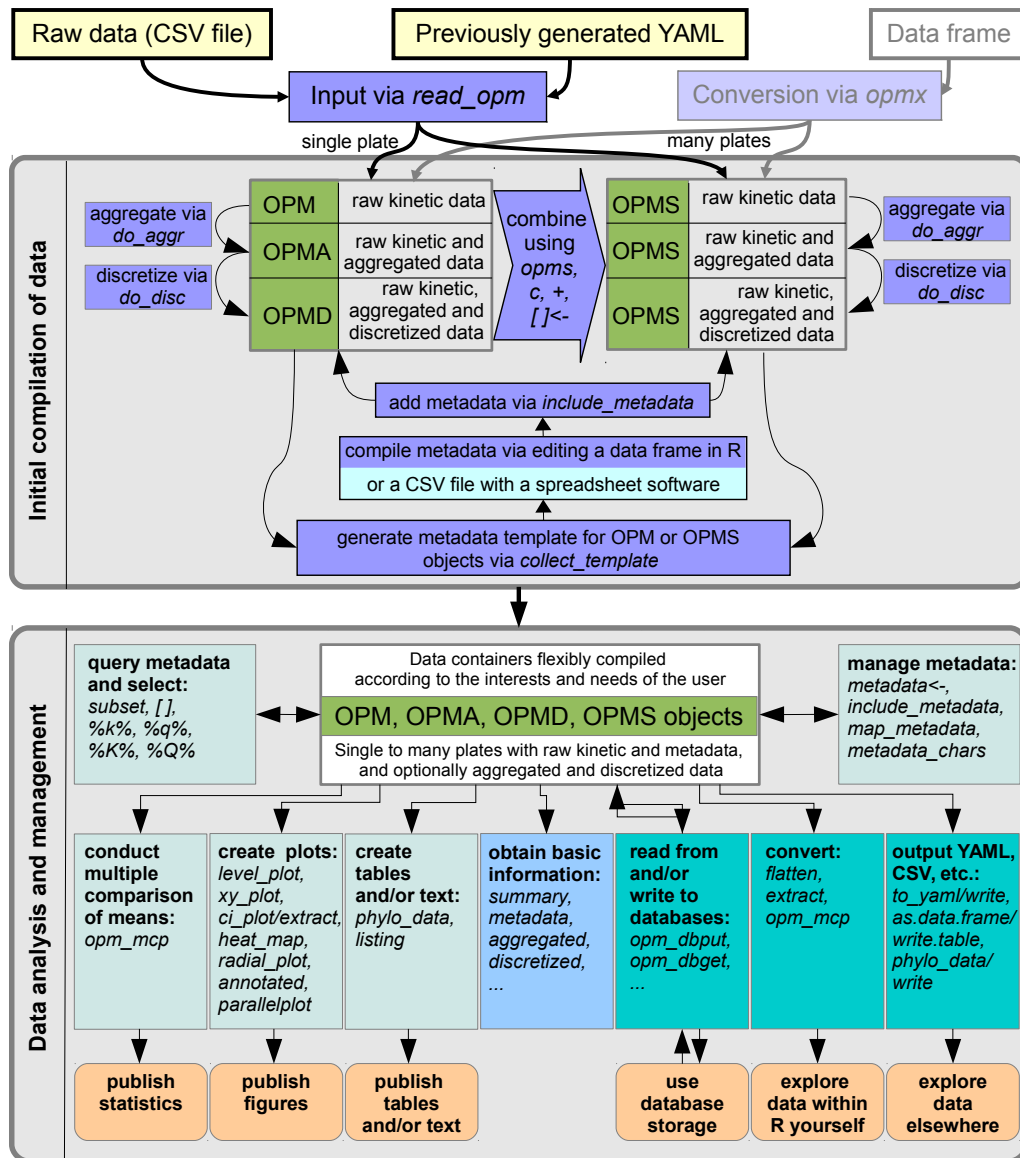 Raw data (CSV file)
Previously generated YAML
Data frame
Input via read_opm
Conversion via opmx
single plate
many plates
Initial compilation of data
aggregate via
do_aggr
discretize via
do_disc
OPM
raw kinetic data
OPMA
raw kinetic and
aggregated data
OPMD
raw kinetic,
aggregated and
discretized data
combine
using
opms,
c, +,
[ ]<-
OPMS
raw kinetic data
OPMS
raw kinetic and
aggregated data
OPMS
raw kinetic,
aggregated and
discretized data
aggregate via
do_aggr
discretize via
do_disc
add metadata via include_metadata
compile metadata via editing a data frame in R
or a CSV file with a spreadsheet software
generate metadata template for OPM or OPMS
objects via collect_template
Data analysis and management
query metadata
and select:
subset, [ ],
%k%, %q%,
%K%, %Q%
Data containers flexibly compiled
according to the interests and needs of the user
OPM, OPMA, OPMD, OPMS objects
Single to many plates with raw kinetic and metadata,
and optionally aggregated and discretized data
manage metadata:
metadata<-,
include_metadata,
map_metadata,
metadata_chars
conduct
multiple
comparison
of means:
opm_mcp
create plots:
level_plot,
xy_plot,
ci_plot/extract,
heat_map,
radial_plot,
annotated,
parallelplot
create
tables
and/or text:
phylo_data,
listing
obtain basic
information:
summary,
metadata,
aggregated,
discretized,
...
read from
and/or
write to
databases:
opm_dbput/
opm_dbget,
...
convert:
flatten,
extract,
opm_mcp
output YAML,
CSV, etc.:
to_yaml/write,
as.data.frame/
write.table,
phylo_data/
write
publish
statistics
publish
figures
publish
tables
and/or text
use
database
storage
explore
data within
R yourself
explore
data
elsewhere